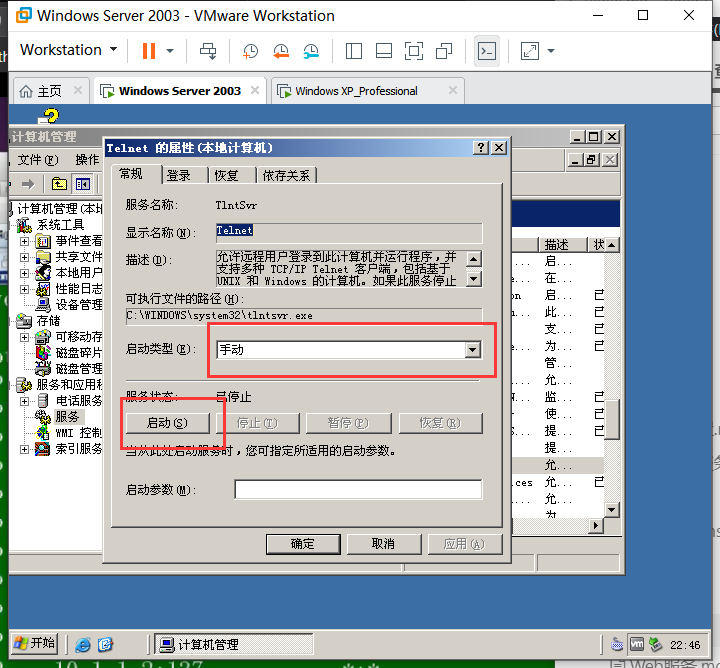 Windows Server 2003 - VMware Workstation
Workstation
主页
Windows Server 2003
Windows XP_Professional
计算机管理
文件(F) 操作
Telnet 的属性(本地计算机)
常规 登录 恢复 依存关系
服务名称: TlntSvr
显示名称(N): Telnet
描述(D): 允许远程用户登录到此计算机并运行程序，并
支持多种 TCP/IP Telnet 客户端，包括基于
UNIX 和 Windows 的计算机。如果此服务停止
可执行文件的路径(H):
C:\WINDOWS\system32\tlntsvr.exe
启动类型(E): 手动
服务状态: 已停止
启动(S) 停止(T) 暂停(P) 恢复(R)
当从此处启动服务时，您可指定所适用的启动参数。
启动参数(M):
确定 取消 应用(A)
计算机管理(本地
系统工具
事件查看
共享文件
本地用户
性能日志
设备管理
存储
可移动存
磁盘碎片
磁盘管理
服务和应用程
电话服务
服务
WMI 控制
索引服务
描述 状
启...
在...
启... 已
此... 已
支...
为... 已
管...
允...
监... 已
使... 已
提... 已
提...
允...
允... 已
允...
为
开始
计算机管理
22:46
10.1.1.2:137 *:*
Web服务